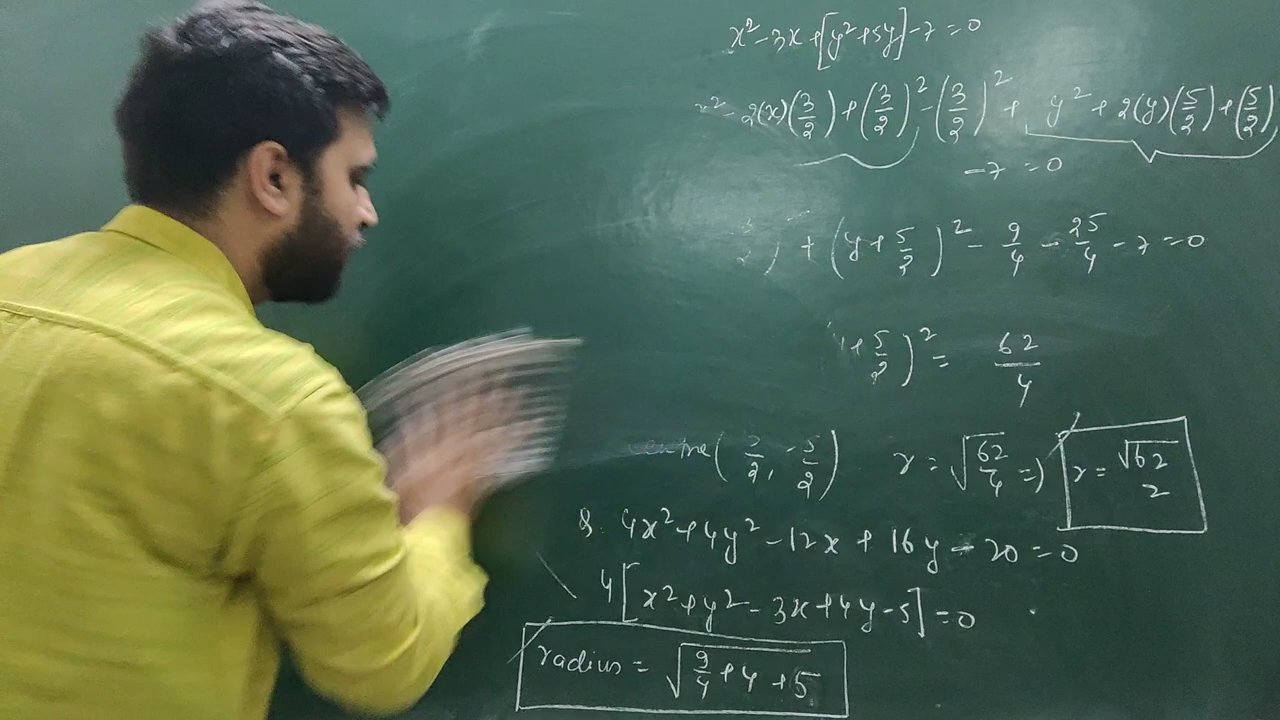 x² - 3x + [y² + 5y] - 7 = 0
x² - 2(x)(3/2) + (3/2)² - (3/2)² + y² + 2(y)(5/2) + (5/2)
-7 = 0
+ (y + 5/2)² - 9/4 - 25/4 - 7 = 0
+ 5/2)² = 62/4
centre (3/2, -5/2) r = √(62/4) ⇒ r = √62/2
8. 4x² + 4y² - 12x + 16y - 20 = 0
4[x² + y² - 3x + 4y - 5] = 0
radius = √(9/4 + 4 + 5)